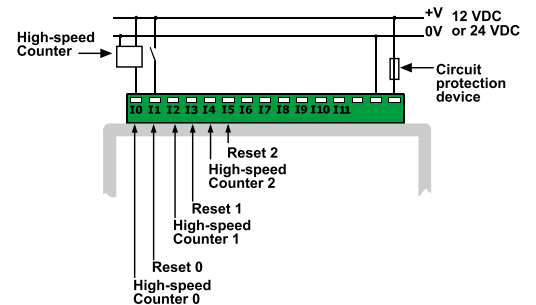 +V 12 VDC
0V or 24 VDC
High-speed
Counter
Circuit
protection
device
I0 I1 I2 I3 I4 I5 I6 I7 I8 I9 I10 I11
Reset 2
High-speed
Counter 2
Reset 1
High-speed
Counter 1
Reset 0
High-speed
Counter 0